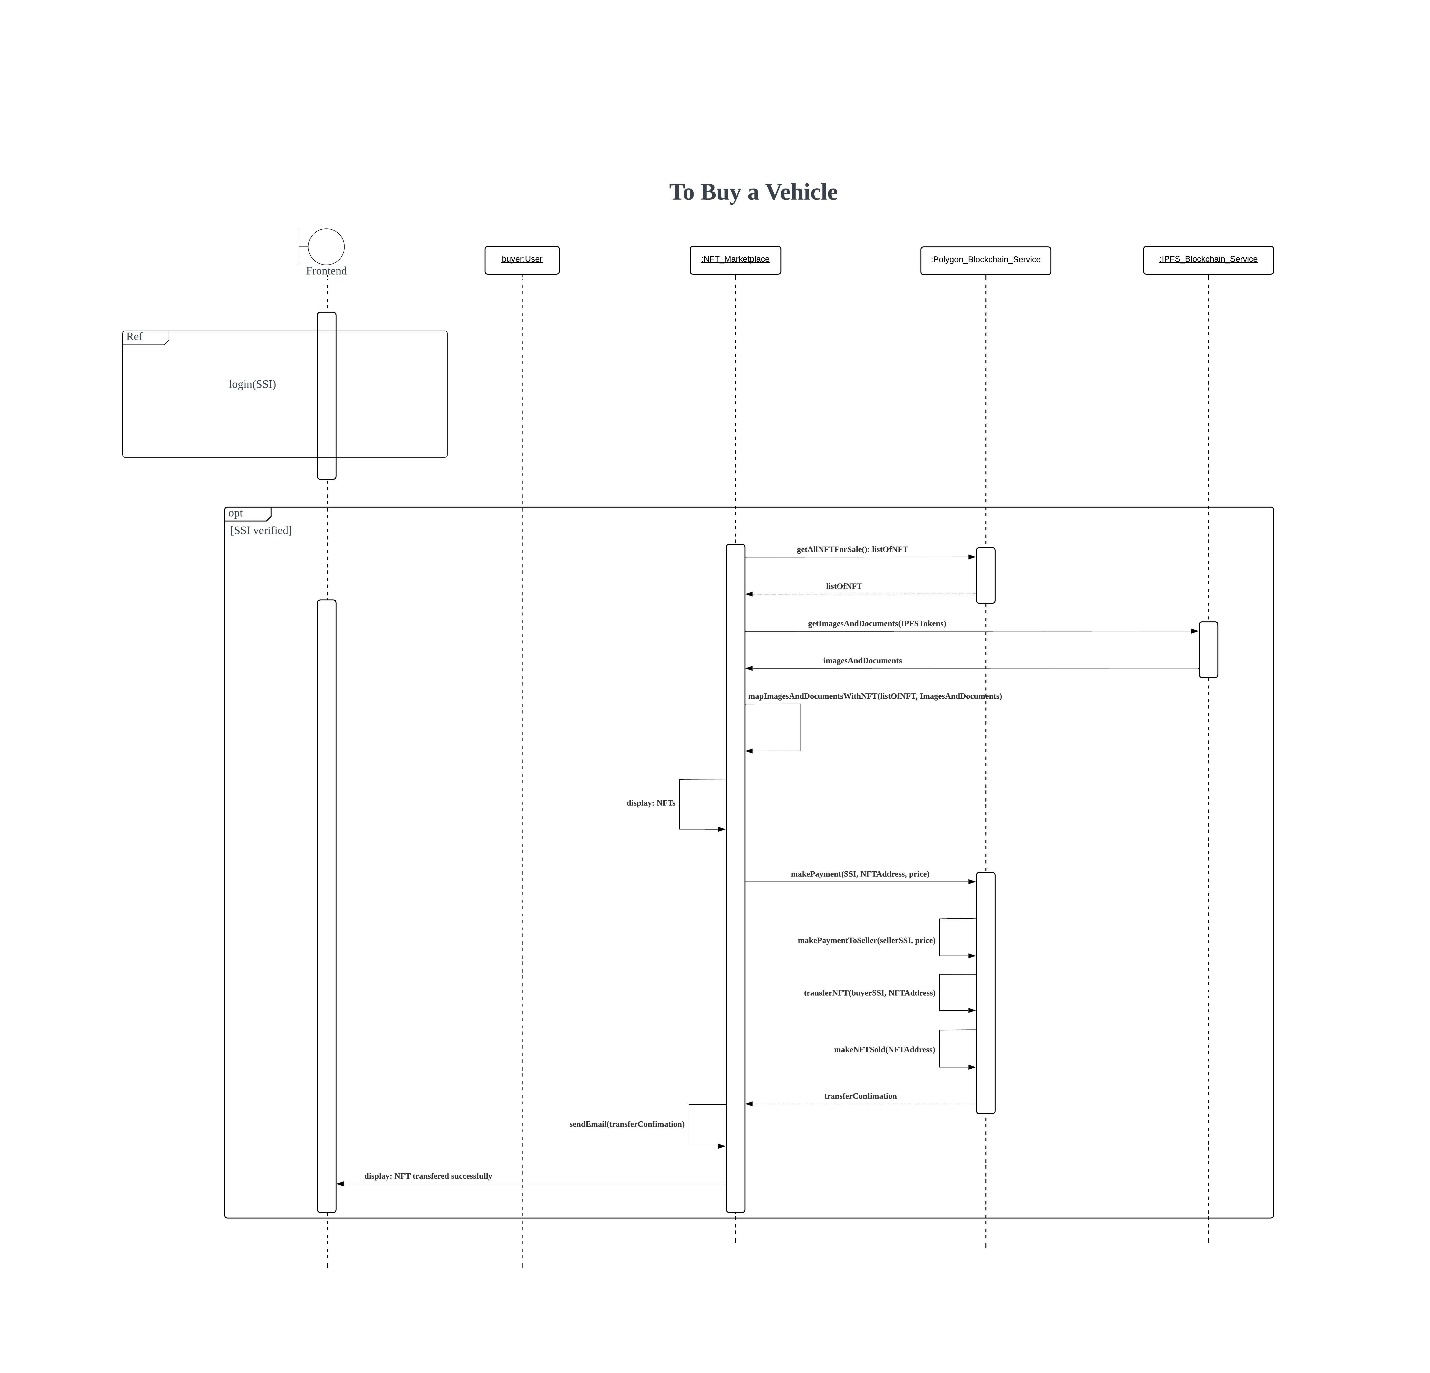 To Buy a Vehicle
Frontend
buyer:User
:NFT_Marketplace
:Polygon_Blockchain_Service
:IPFS_Blockchain_Service
Ref
login(SSI)
opt
[SSI verified]
getAllNFTForSale(): listOfNFT
listOfNFT
getImagesAndDocuments(IPFSTokens)
imagesAndDocuments
mapImagesAndDocumentsWithNFT(listOfNFT, ImagesAndDocuments)
display: NFTs
makePayment(SSI, NFTAddress, price)
makePaymentToSeller(sellerSSI, price)
transferNFT(buyerSSI, NFTAddress)
makeNFTSold(NFTAddress)
transferConfimation
sendEmail(transferConfimation)
display: NFT transfered successfully